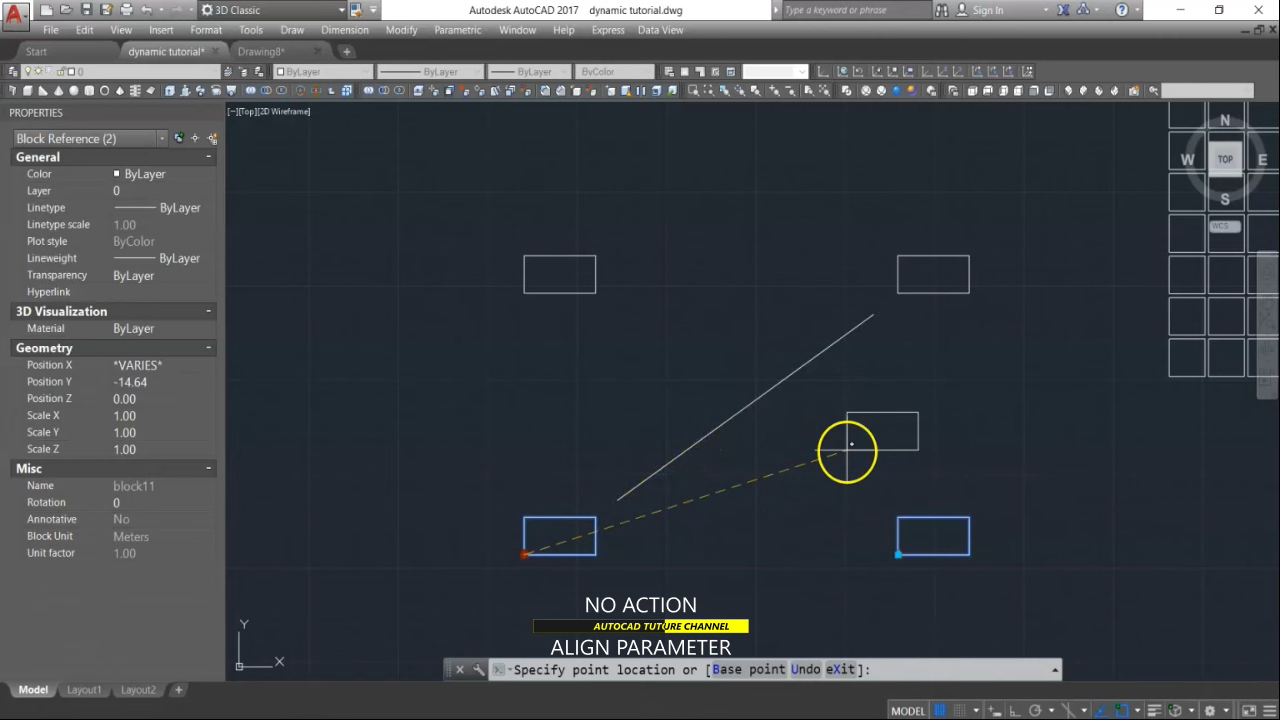 3D Classic
Autodesk AutoCAD 2017 dynamic tutorial.dwg
Type a keyword or phrase
Sign In
File Edit View Insert Format Tools Draw Dimension Modify Parametric Window Help Express Data View
Start
dynamic tutorial*
Drawing8*
0
ByLayer
ByLayer
ByLayer
ByColor
PROPERTIES
[−][Top][2D Wireframe]
Block Reference (2)
General
Color ByLayer
Layer 0
Linetype ByLayer
Linetype scale 1.00
Plot style ByColor
Lineweight ByLayer
Transparency ByLayer
Hyperlink
3D Visualization
Material ByLayer
Geometry
Position X *VARIES*
Position Y -14.64
Position Z 0.00
Scale X 1.00
Scale Y 1.00
Scale Z 1.00
Misc
Name block11
Rotation 0
Annotative No
Block Unit Meters
Unit factor 1.00
N
W TOP E
S
WCS
NO ACTION
AUTOCAD TUTORE CHANNEL
ALIGN PARAMETER
Y
X
Specify point location or [Base point Undo eXit]:
Model Layout1 Layout2
MODEL